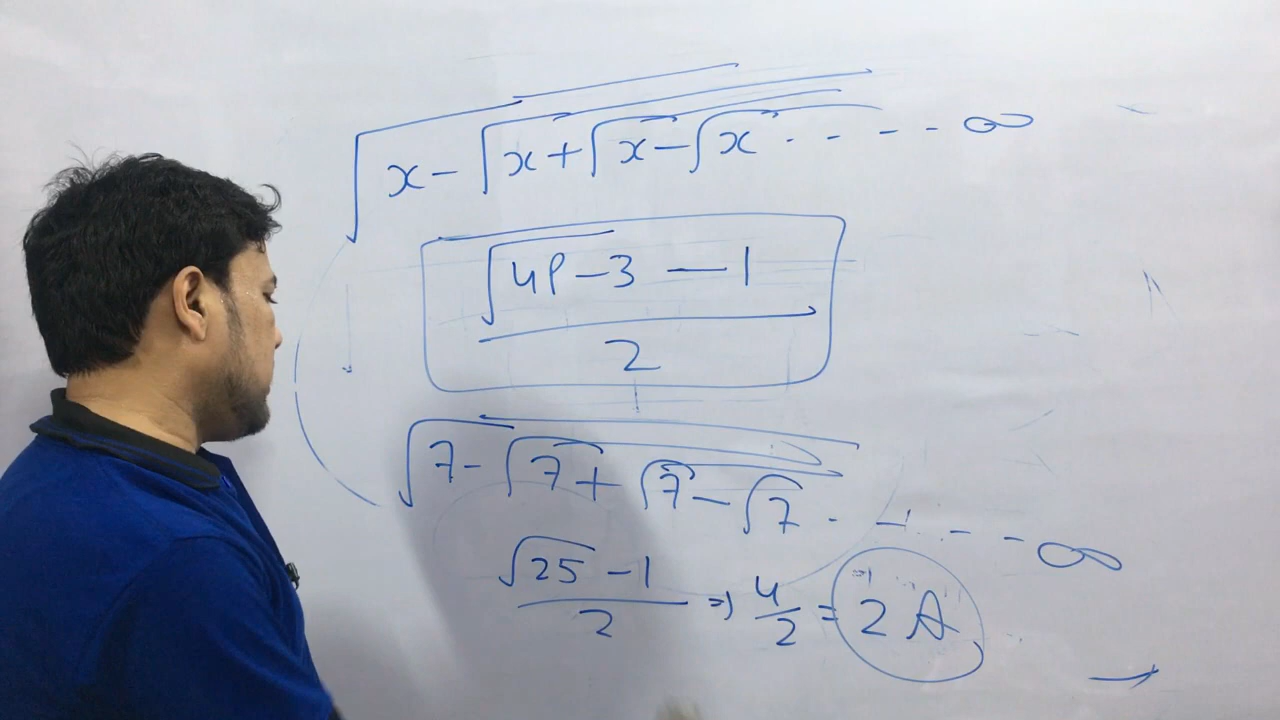 √x - √x + √x - √x . - - - ∞
√4P - 3 - 1
2
√7 - √7 + √7 - √7 . - - - ∞
√25 - 1
2
⇒ 4/2 = 2 A